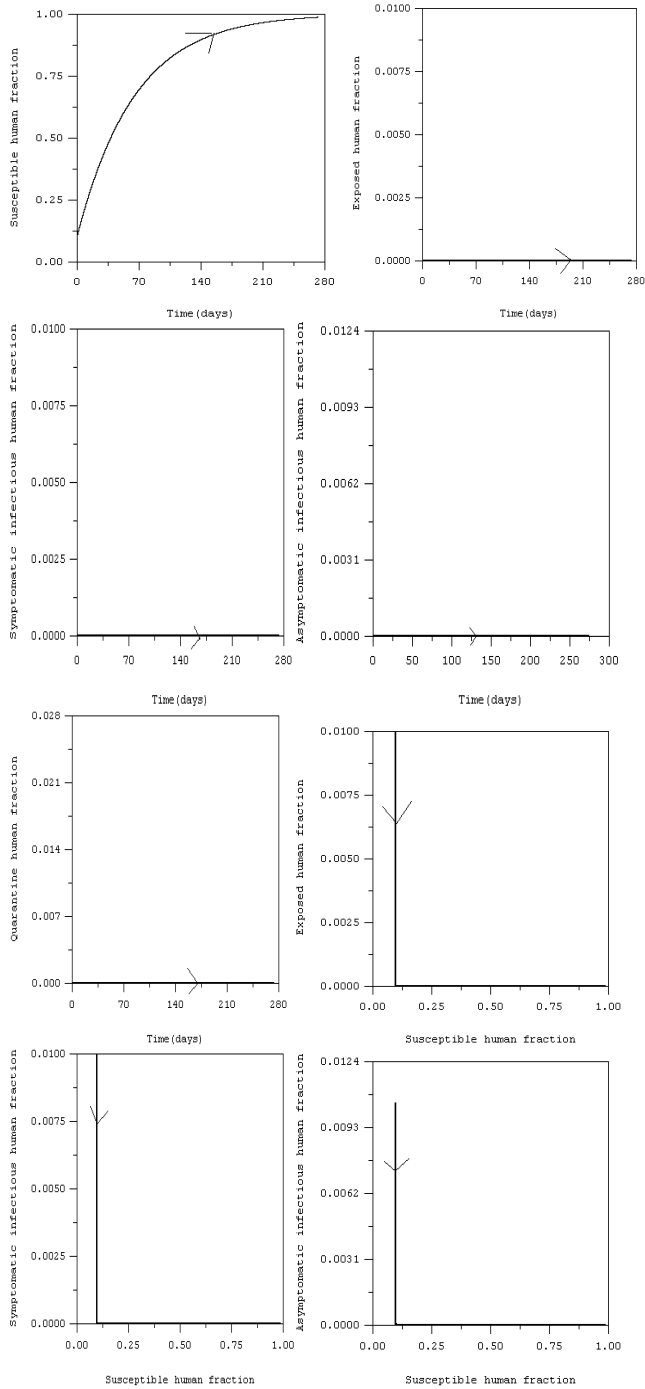 Susceptible human fraction
1.00
0.75
0.50
0.25
0.00
0 70 140 210 280
Time(days)
Exposed human fraction
0.0100
0.0075
0.0050
0.0025
0.0000
0 70 140 210 280
Time(days)
Symptomatic infectious human fraction
0.0100
0.0075
0.0050
0.0025
0.0000
0 70 140 210 280
Time(days)
Asymptomatic infectious human fraction
0.0124
0.0093
0.0062
0.0031
0.0000
0 50 100 150 200 250 300
Time(days)
Quarantine human fraction
0.028
0.021
0.014
0.007
0.000
0 70 140 210 280
Time(days)
Exposed human fraction
0.0100
0.0075
0.0050
0.0025
0.0000
0.00 0.25 0.50 0.75 1.00
Susceptible human fraction
Symptomatic infectious human fraction
0.0100
0.0075
0.0050
0.0025
0.0000
0.00 0.25 0.50 0.75 1.00
Susceptible human fraction
Asymptomatic infectious human fraction
0.0124
0.0093
0.0062
0.0031
0.0000
0.00 0.25 0.50 0.75 1.00
Susceptible human fraction